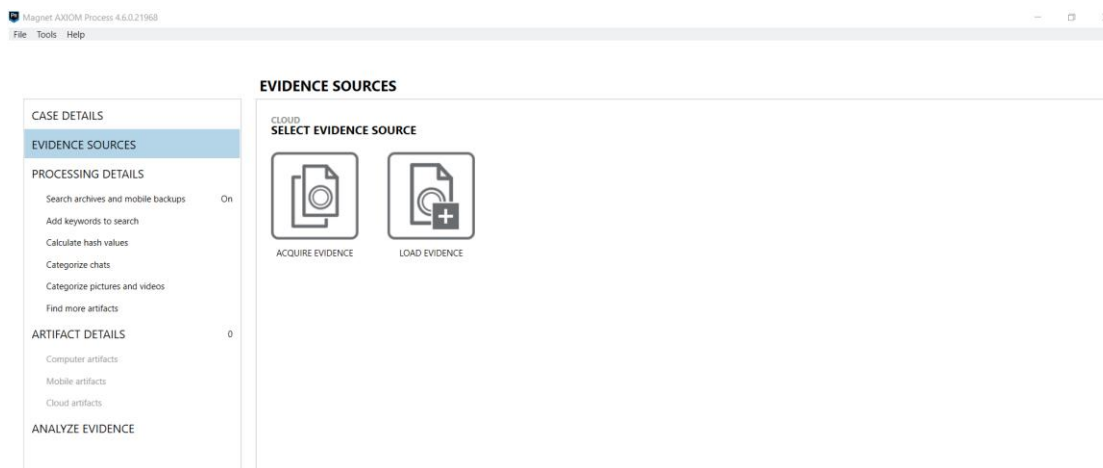 Magnet AXIOM Process 4.6.0.21968
File Tools Help
EVIDENCE SOURCES
CASE DETAILS
EVIDENCE SOURCES
PROCESSING DETAILS
Search archives and mobile backups On
Add keywords to search
Calculate hash values
Categorize chats
Categorize pictures and videos
Find more artifacts
ARTIFACT DETAILS 0
Computer artifacts
Mobile artifacts
Cloud artifacts
ANALYZE EVIDENCE
CLOUD
SELECT EVIDENCE SOURCE
ACQUIRE EVIDENCE LOAD EVIDENCE